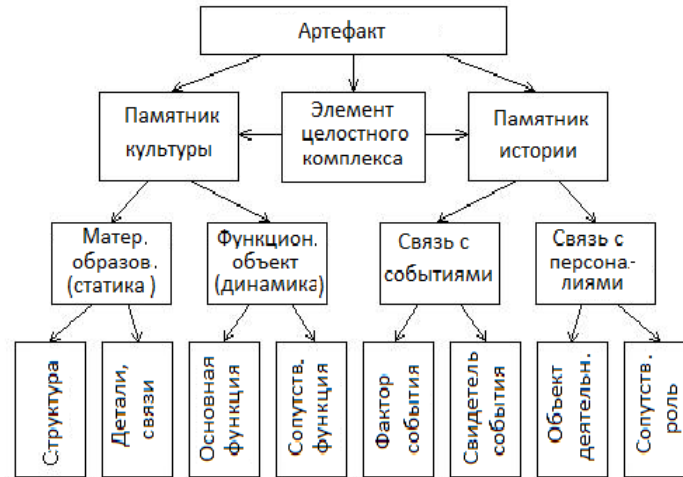 Артефакт
Памятник
культуры
Элемент
целостного
комплекса
Памятник
истории
Матер.
образов.
(статика )
Функцион.
объект
(динамика)
Связь с
событиями
Связь с
персона-
лиями
Структура
Детали,
связи
Основная
функция
Сопутств.
функция
Фактор
события
Свидетель
события
Объект
деятельн.
Сопутств.
роль